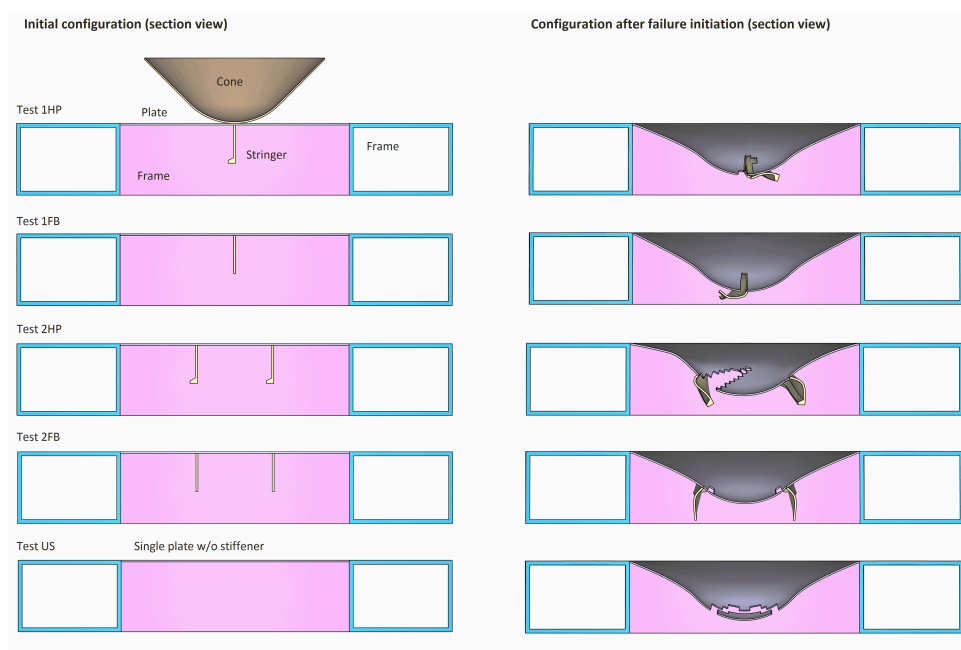 Initial configuration (section view)
Configuration after failure initiation (section view)
Cone
Test 1HP
Plate
Stringer
Frame
Frame
Test 1FB
Test 2HP
Test 2FB
Test US
Single plate w/o stiffener